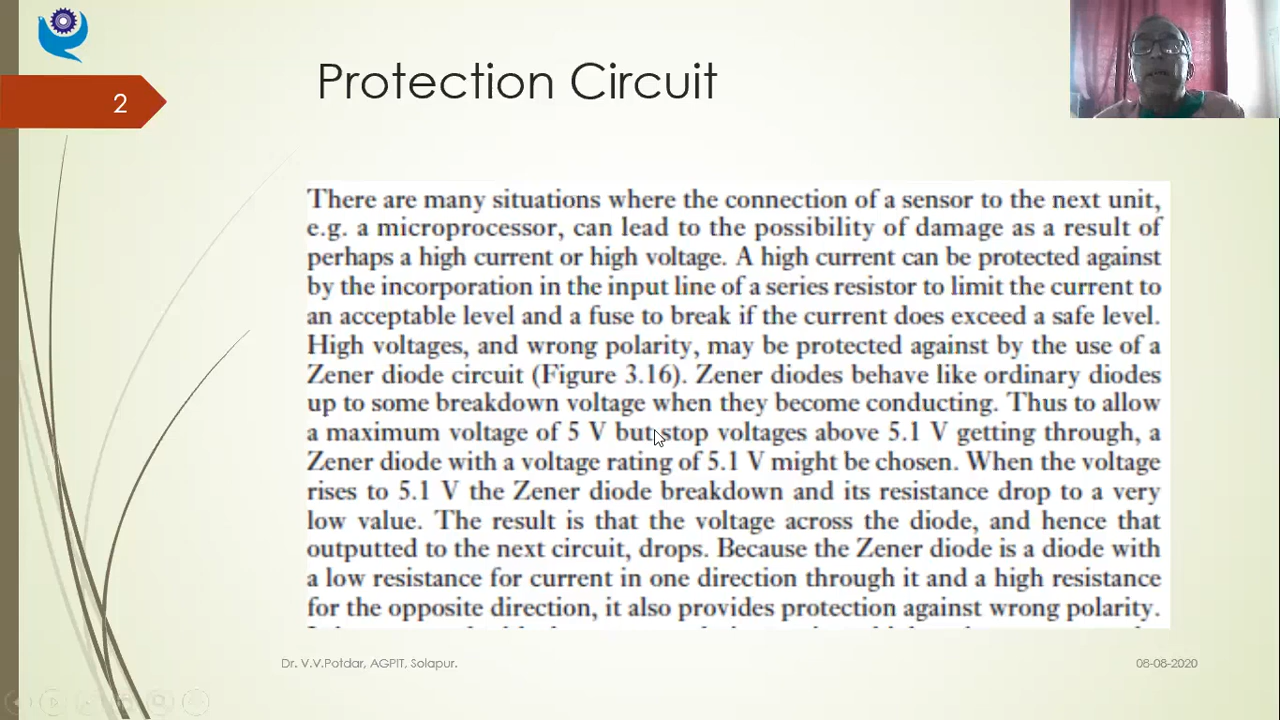 Protection Circuit
2
There are many situations where the connection of a sensor to the next unit,
e.g. a microprocessor, can lead to the possibility of damage as a result of
perhaps a high current or high voltage. A high current can be protected against
by the incorporation in the input line of a series resistor to limit the current to
an acceptable level and a fuse to break if the current does exceed a safe level.
High voltages, and wrong polarity, may be protected against by the use of a
Zener diode circuit (Figure 3.16). Zener diodes behave like ordinary diodes
up to some breakdown voltage when they become conducting. Thus to allow
a maximum voltage of 5 V but stop voltages above 5.1 V getting through, a
Zener diode with a voltage rating of 5.1 V might be chosen. When the voltage
rises to 5.1 V the Zener diode breakdown and its resistance drop to a very
low value. The result is that the voltage across the diode, and hence that
outputted to the next circuit, drops. Because the Zener diode is a diode with
a low resistance for current in one direction through it and a high resistance
for the opposite direction, it also provides protection against wrong polarity.
Dr. V.V.Potdar, AGPIT, Solapur.
08-08-2020